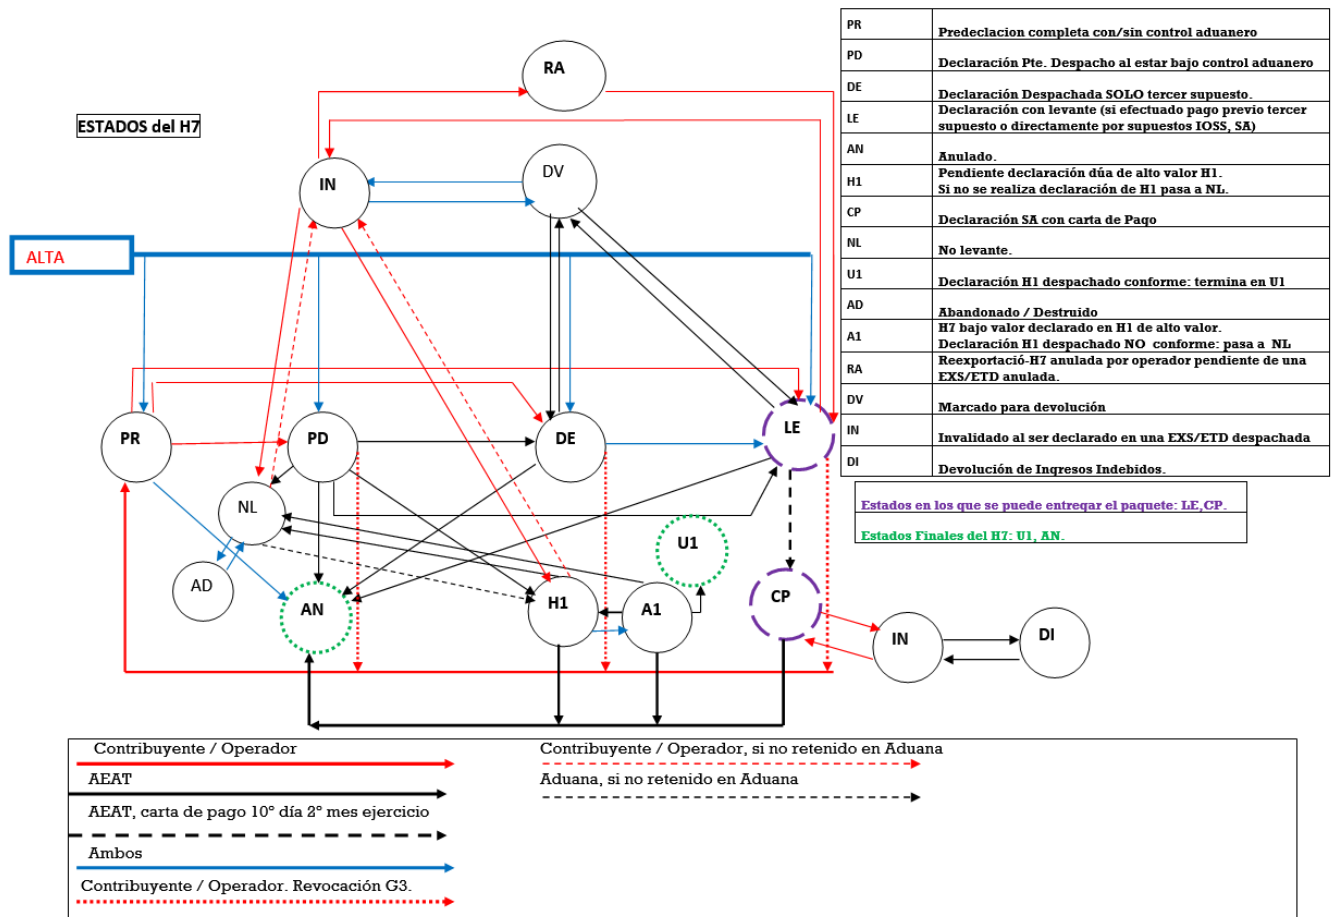 ESTADOS del H7
ALTA
RA
IN
DV
PR
PD
DE
LE
NL
AD
AN
H1
A1
U1
CP
IN
DI
PR Predeclacion completa con/sin control aduanero
PD Declaración Pte. Despacho al estar bajo control aduanero
DE Declaración Despachada SOLO tercer supuesto.
LE Declaración con levante (si efectuado pago previo tercer
supuesto o directamente por supuestos IOSS, SA)
AN Anulado.
H1 Pendiente declaración dúa de alto valor H1.
Si no se realiza declaración de H1 pasa a NL.
CP Declaración SA con carta de Pago
NL No levante.
U1 Declaración H1 despachado conforme: termina en U1
AD Abandonado / Destruido
A1 H7 bajo valor declarado en H1 de alto valor.
Declaración H1 despachado NO conforme: pasa a NL
RA Reexportació-H7 anulada por operador pendiente de una
EXS/ETD anulada.
DV Marcado para devolución
IN Invalidado al ser declarado en una EXS/ETD despachada
DI Devolución de Ingresos Indebidos.
Estados en los que se puede entregar el paquete: LE,CP.
Estados Finales del H7: U1, AN.
Contribuyente / Operador
AEAT
AEAT, carta de pago 10º día 2º mes ejercicio
Ambos
Contribuyente / Operador. Revocación G3.
Contribuyente / Operador, si no retenido en Aduana
Aduana, si no retenido en Aduana